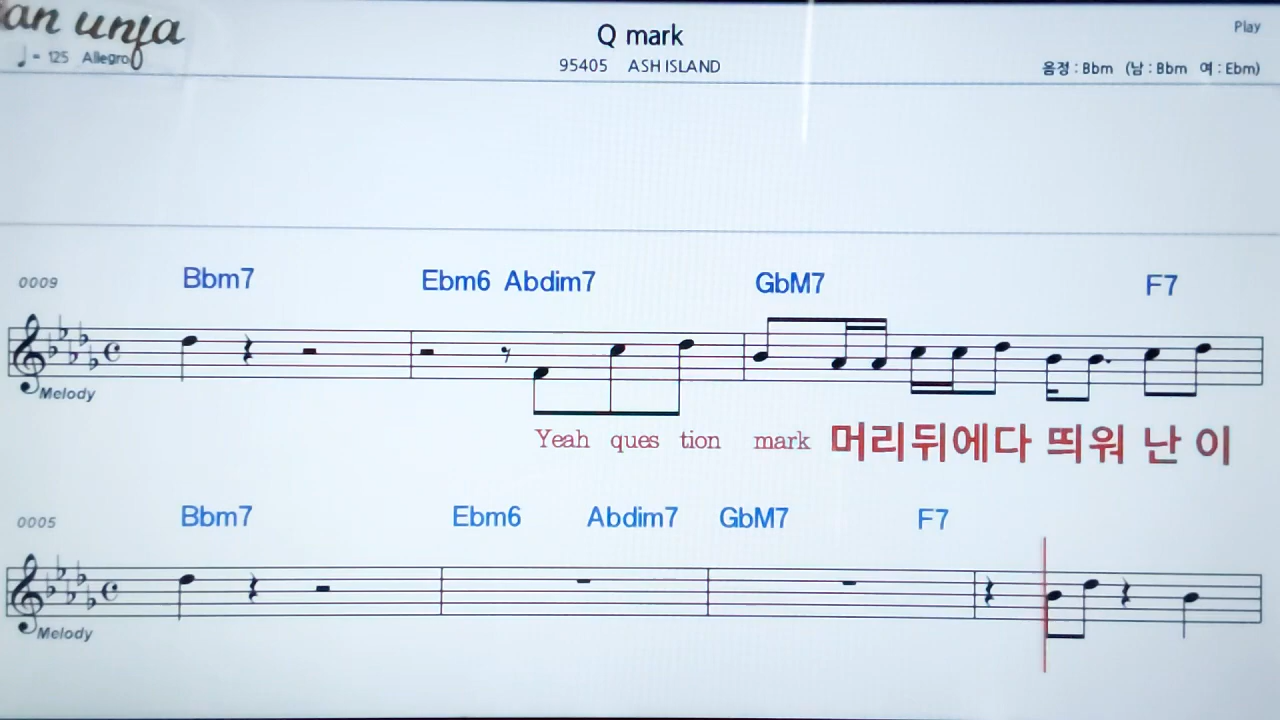 an unja
♩= 125 Allegro
Q mark
95405 ASH ISLAND
Play
음정 : Bbm (남 : Bbm 여 : Ebm)
0009 Bbm7 Ebm6 Abdim7 GbM7 F7
Melody
Yeah ques tion mark 머리뒤에다 띄워 난 이
0005 Bbm7 Ebm6 Abdim7 GbM7 F7
Melody